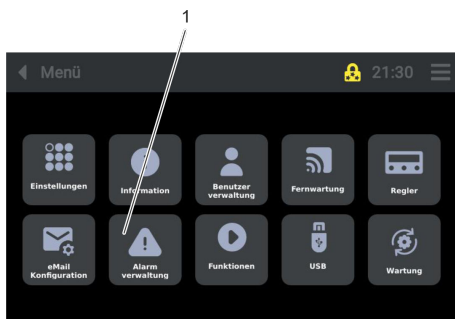 1
Menü 21:30
Einstellungen Information Benutzer verwaltung Fernwartung Regler
eMail Konfiguration Alarm verwaltung Funktionen USB Wartung